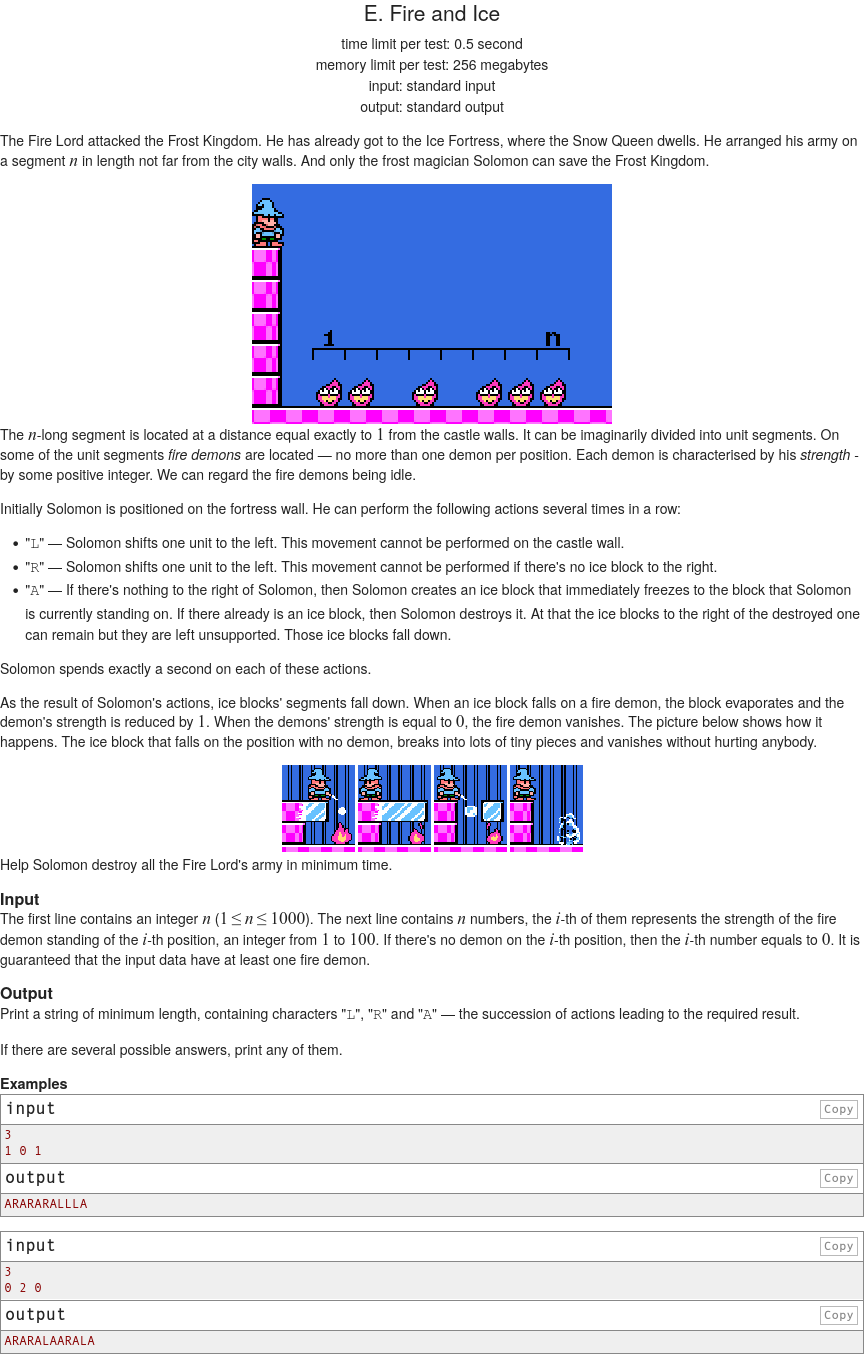 E. Fire and Ice
time limit per test: 0.5 second
memory limit per test: 256 megabytes
input: standard input
output: standard output
The Fire Lord attacked the Frost Kingdom. He has already got to the Ice Fortress, where the Snow Queen dwells. He arranged his army on
a segment n in length not far from the city walls. And only the frost magician Solomon can save the Frost Kingdom.
1 n
The n-long segment is located at a distance equal exactly to 1 from the castle walls. It can be imaginarily divided into unit segments. On
some of the unit segments fire demons are located — no more than one demon per position. Each demon is characterised by his strength -
by some positive integer. We can regard the fire demons being idle.
Initially Solomon is positioned on the fortress wall. He can perform the following actions several times in a row:
• "L" — Solomon shifts one unit to the left. This movement cannot be performed on the castle wall.
• "R" — Solomon shifts one unit to the left. This movement cannot be performed if there's no ice block to the right.
• "A" — If there's nothing to the right of Solomon, then Solomon creates an ice block that immediately freezes to the block that Solomon
is currently standing on. If there already is an ice block, then Solomon destroys it. At that the ice blocks to the right of the destroyed one
can remain but they are left unsupported. Those ice blocks fall down.
Solomon spends exactly a second on each of these actions.
As the result of Solomon's actions, ice blocks' segments fall down. When an ice block falls on a fire demon, the block evaporates and the
demon's strength is reduced by 1. When the demons' strength is equal to 0, the fire demon vanishes. The picture below shows how it
happens. The ice block that falls on the position with no demon, breaks into lots of tiny pieces and vanishes without hurting anybody.
Help Solomon destroy all the Fire Lord's army in minimum time.
Input
The first line contains an integer n (1 ≤ n ≤ 1000). The next line contains n numbers, the i-th of them represents the strength of the fire
demon standing of the i-th position, an integer from 1 to 100. If there's no demon on the i-th position, then the i-th number equals to 0. It is
guaranteed that the input data have at least one fire demon.
Output
Print a string of minimum length, containing characters "L", "R" and "A" — the succession of actions leading to the required result.
If there are several possible answers, print any of them.
Examples
input Copy
3
1 0 1
output Copy
ARARARALLLA
input Copy
3
0 2 0
output Copy
ARARALAARALA